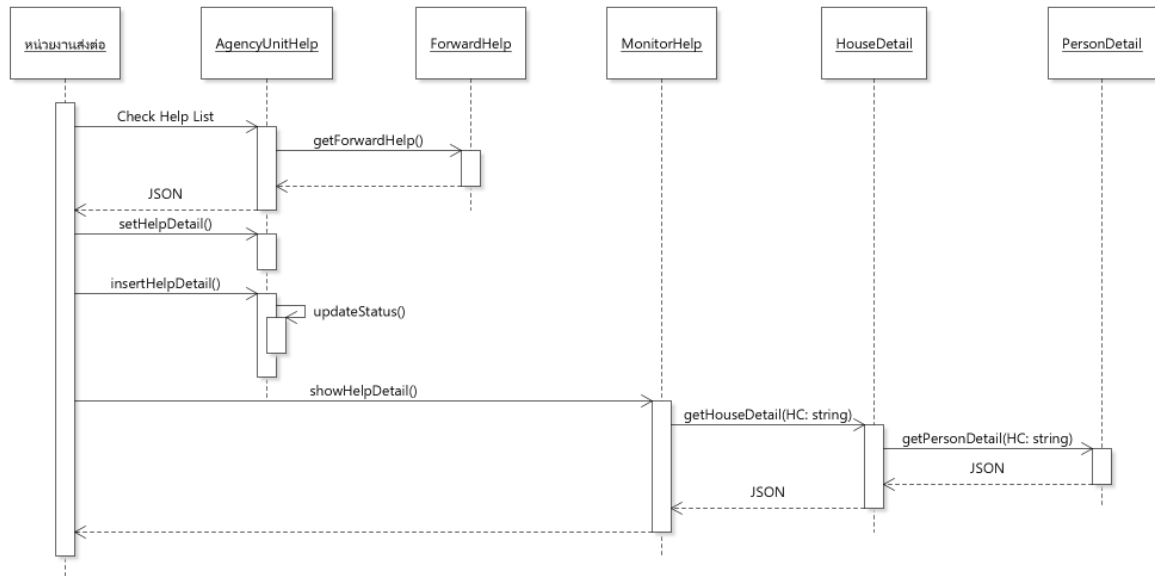 หน่วยงานส่งต่อ
AgencyUnitHelp
ForwardHelp
MonitorHelp
HouseDetail
PersonDetail
Check Help List
getForwardHelp()
JSON
setHelpDetail()
insertHelpDetail()
updateStatus()
showHelpDetail()
getHouseDetail(HC: string)
getPersonDetail(HC: string)
JSON
JSON